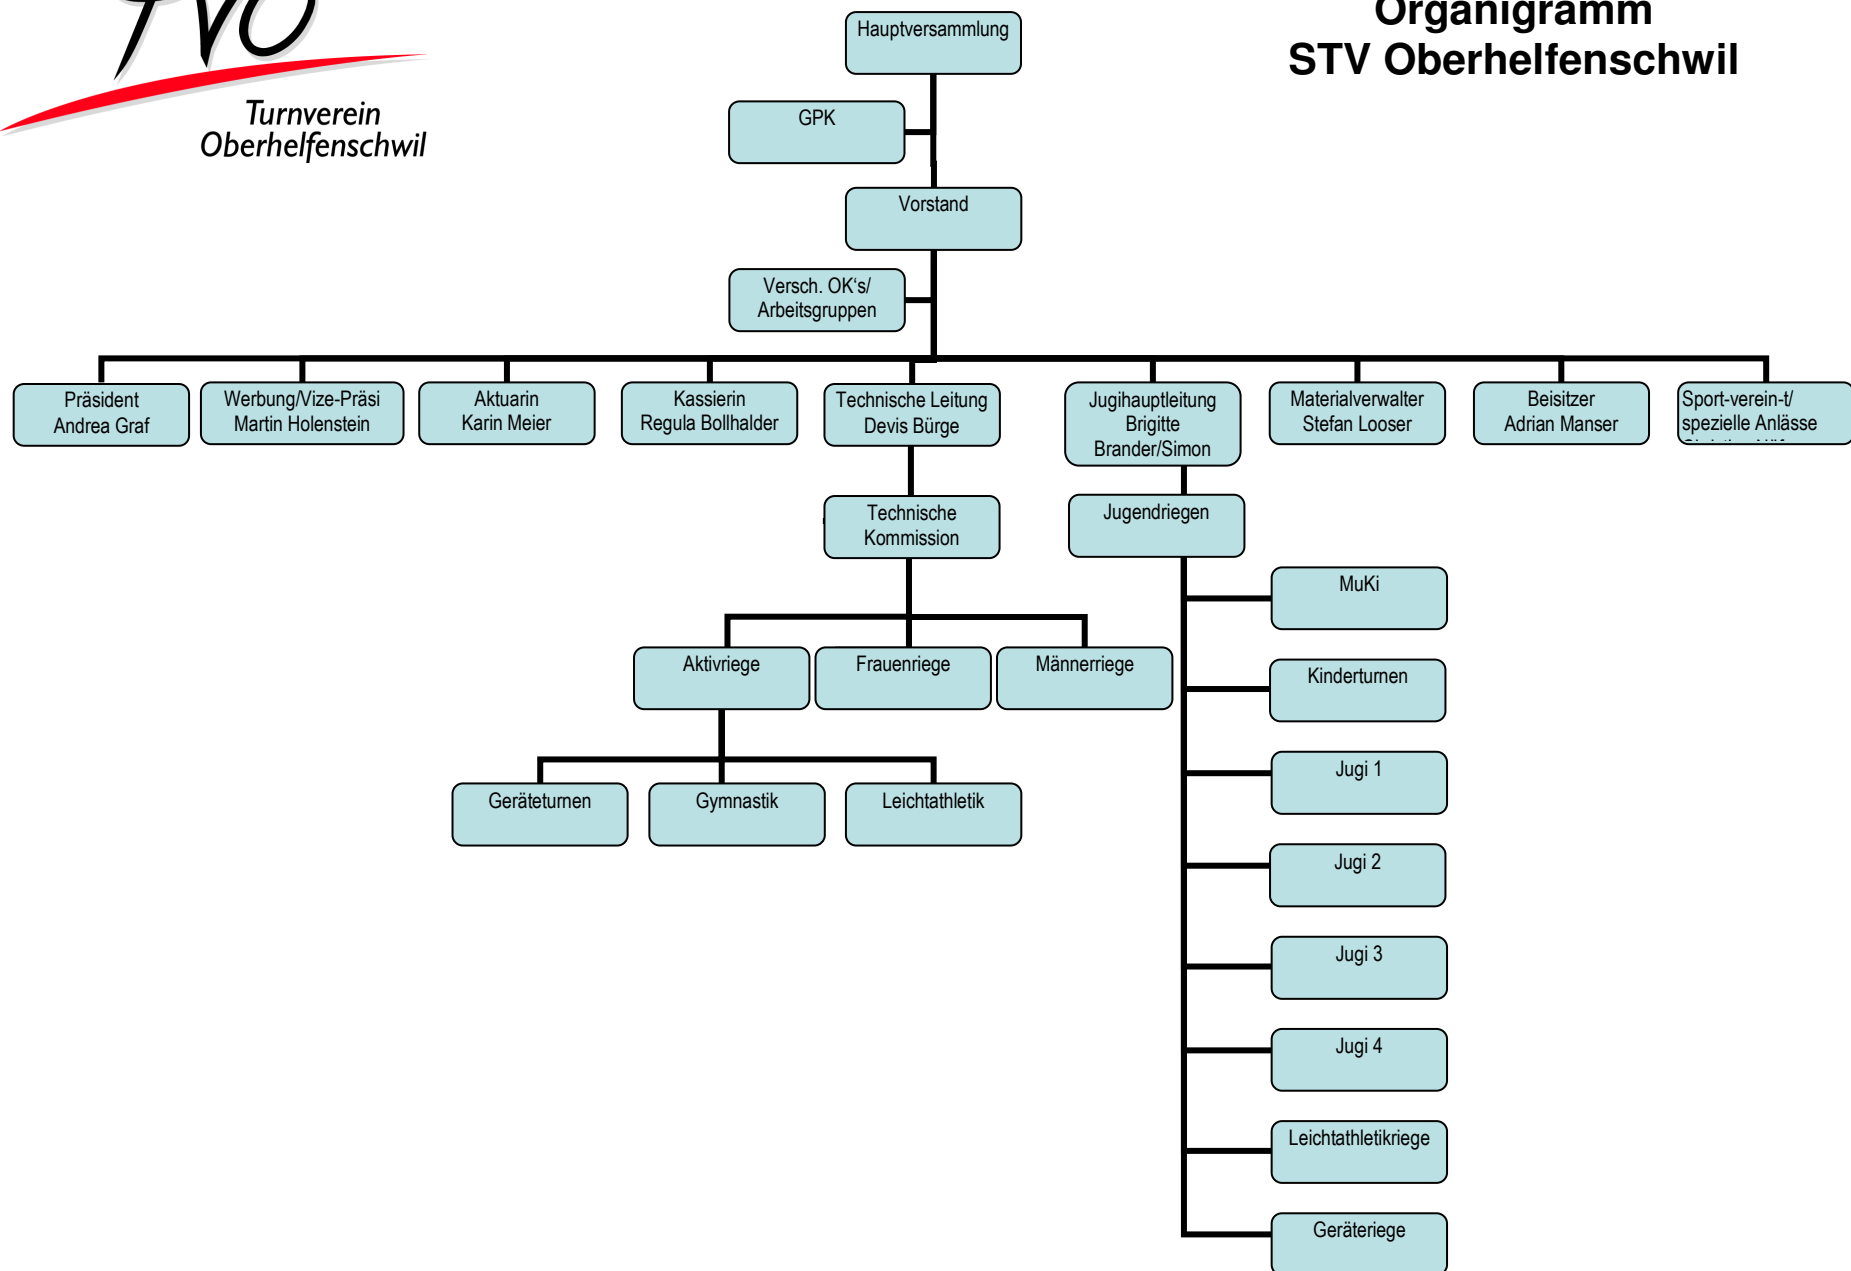 TVO
Turnverein
Oberhelfenschwil
Organigramm
STV Oberhelfenschwil
Hauptversammlung
GPK
Vorstand
Versch. OK's/
Arbeitsgruppen
Präsident
Andrea Graf
Werbung/Vize-Präsi
Martin Holenstein
Aktuarin
Karin Meier
Kassierin
Regula Bollhalder
Technische Leitung
Devis Bürge
Jugihauptleitung
Brigitte
Brander/Simon
Materialverwalter
Stefan Looser
Beisitzer
Adrian Manser
Sport-verein-t/
spezielle Anlässe
Technische
Kommission
Jugendriegen
MuKi
Kinderturnen
Aktivriege
Frauenriege
Männerriege
Jugi 1
Geräteturnen
Gymnastik
Leichtathletik
Jugi 2
Jugi 3
Jugi 4
Leichtathletikriege
Geräteriege